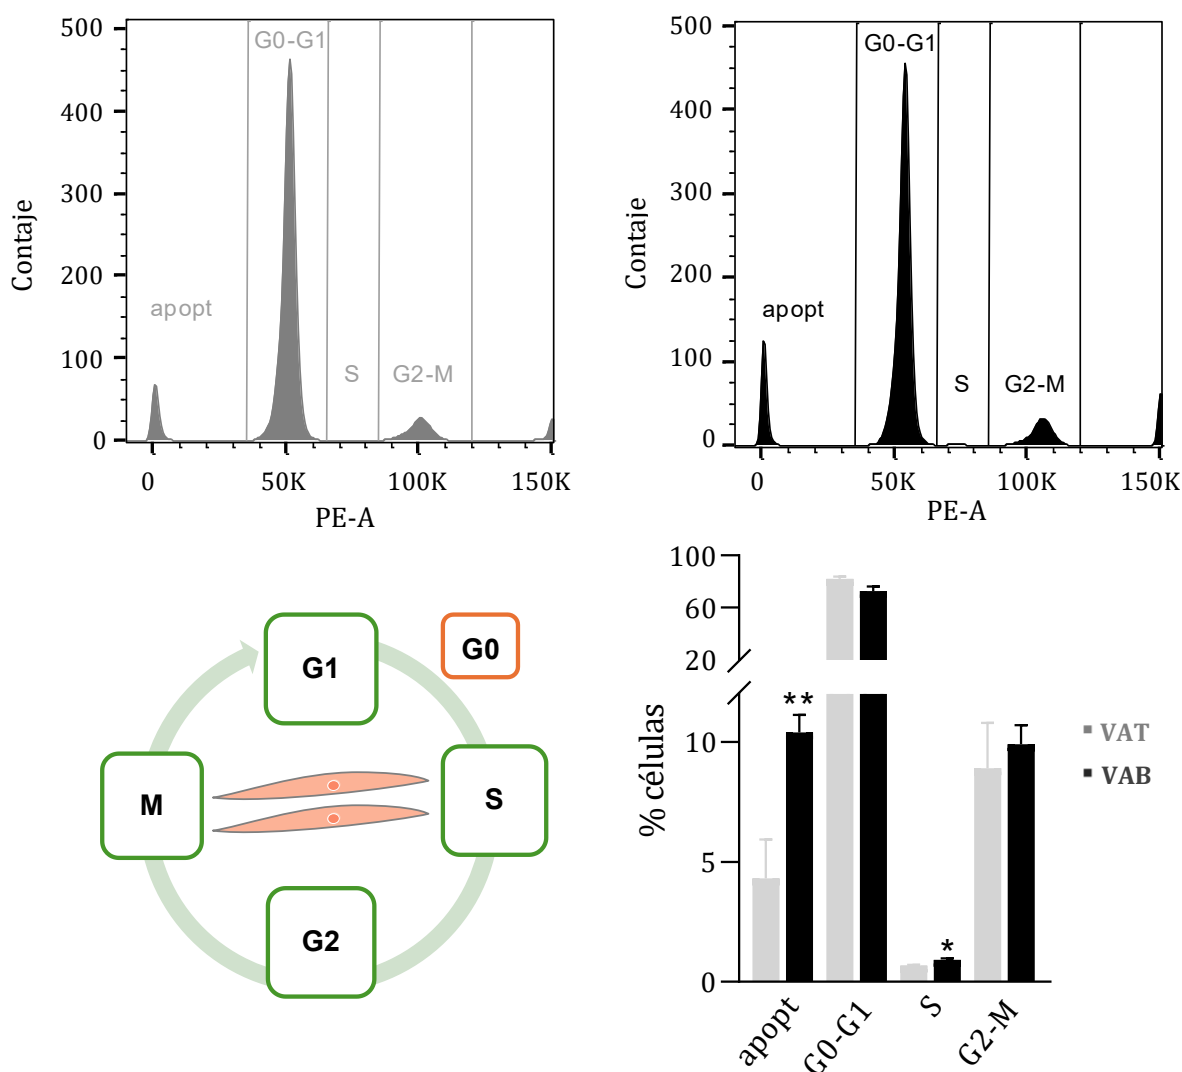 500
400
300
200
100
0
Contaje
G0-G1
apopt
S
G2-M
0
50K
100K
150K
PE-A
500
400
300
200
100
0
Contaje
G0-G1
apopt
S
G2-M
0
50K
100K
150K
PE-A
G1
G0
M
S
G2
100
60
20
10
5
0
% células
**
*
apopt
G0-G1
S
G2-M
VAT
VAB